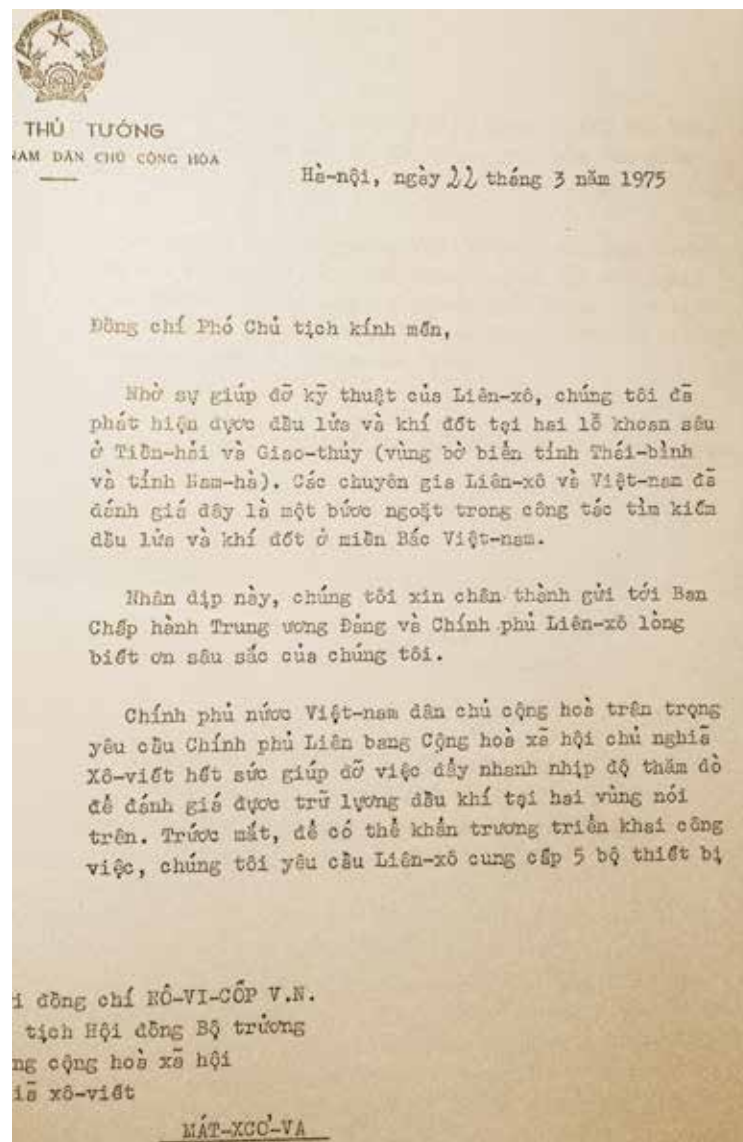 THỦ TƯỚNG
NAM DÂN CHỦ CỘNG HÒA
Hà-nội, ngày 22 tháng 3 năm 1975
Đồng chí Phó Chủ tịch kính mến,
Nhờ sự giúp đỡ kỹ thuật của Liên-xô, chúng tôi đã
phát hiện được dầu lửa và khí đốt tại hai lỗ khoan sâu
ở Tiền-hải và Giao-thủy (vùng bờ biển tỉnh Thái-bình
và tỉnh Nam-hà). Các chuyên gia Liên-xô và Việt-nam đã
đánh giá đây là một bước ngoặt trong công tác tìm kiếm
dầu lửa và khí đốt ở miền Bắc Việt-nam.
Nhân dịp này, chúng tôi xin chân thành gửi tới Ban
Chấp hành Trung ương Đảng và Chính phủ Liên-xô lòng
biết ơn sâu sắc của chúng tôi.
Chính phủ nước Việt-nam dân chủ cộng hoà trân trọng
yêu cầu Chính phủ Liên bang Cộng hoà xã hội chủ nghĩa
Xô-viết hết sức giúp đỡ việc đẩy nhanh nhịp độ thăm dò
để đánh giá được trữ lượng dầu khí tại hai vùng nói
trên. Trước mắt, để có thể khẩn trương triển khai công
việc, chúng tôi yêu cầu Liên-xô cung cấp 5 bộ thiết bị
i đồng chí NÔ-VI-CỐP V.N.
tịch Hội đồng Bộ trưởng
ng cộng hoà xã hội
ĩa xô-viết
MÁT-XCƠ-VA